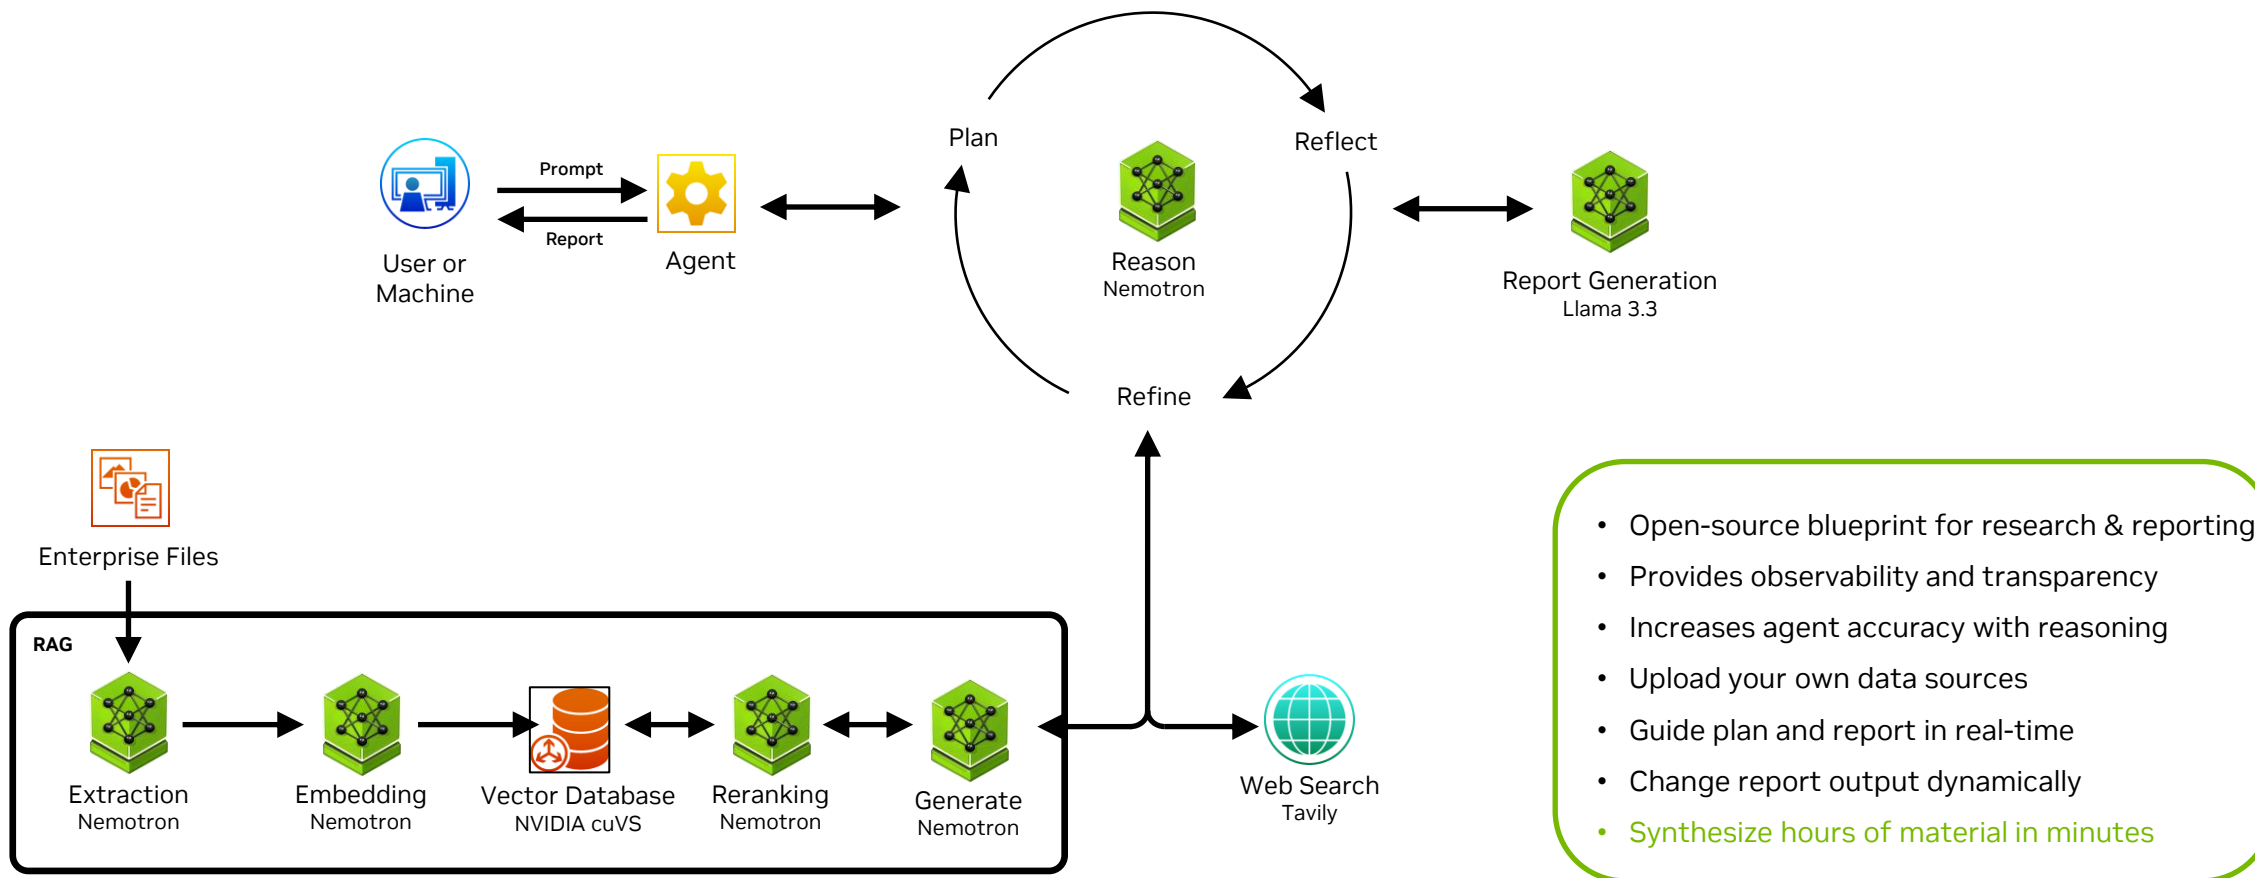 Plan
Reflect
Prompt
Report
User or
Machine
Agent
Reason
Nemotron
Report Generation
Llama 3.3
Refine
Enterprise Files
RAG
Extraction
Nemotron
Embedding
Nemotron
Vector Database
NVIDIA cuVS
Reranking
Nemotron
Generate
Nemotron
Web Search
Tavily
• Open-source blueprint for research & reporting
• Provides observability and transparency
• Increases agent accuracy with reasoning
• Upload your own data sources
• Guide plan and report in real-time
• Change report output dynamically
• Synthesize hours of material in minutes